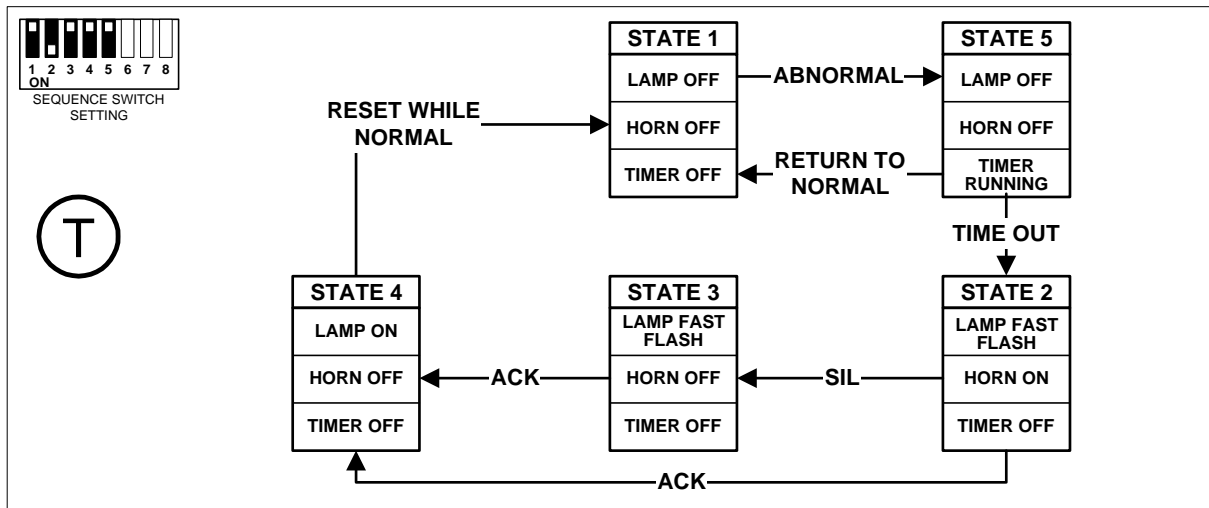 1 2 3 4 5 6 7 8
ON
SEQUENCE SWITCH
SETTING
T
STATE 1
LAMP OFF
HORN OFF
TIMER OFF
ABNORMAL
RETURN TO
NORMAL
STATE 5
LAMP OFF
HORN OFF
TIMER
RUNNING
TIME OUT
RESET WHILE
NORMAL
STATE 4
LAMP ON
HORN OFF
TIMER OFF
ACK
STATE 3
LAMP FAST
FLASH
HORN OFF
TIMER OFF
SIL
STATE 2
LAMP FAST
FLASH
HORN ON
TIMER OFF
ACK